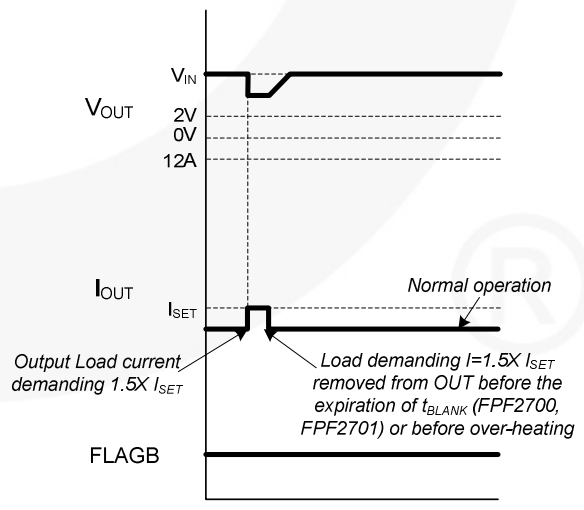 VIN
VOUT
2V
0V
12A
IOUT
ISET
Normal operation
Output Load current
demanding 1.5X ISET
Load demanding I=1.5X ISET
removed from OUT before the
expiration of tBLANK (FPF2700,
FPF2701) or before over-heating
FLAGB
®